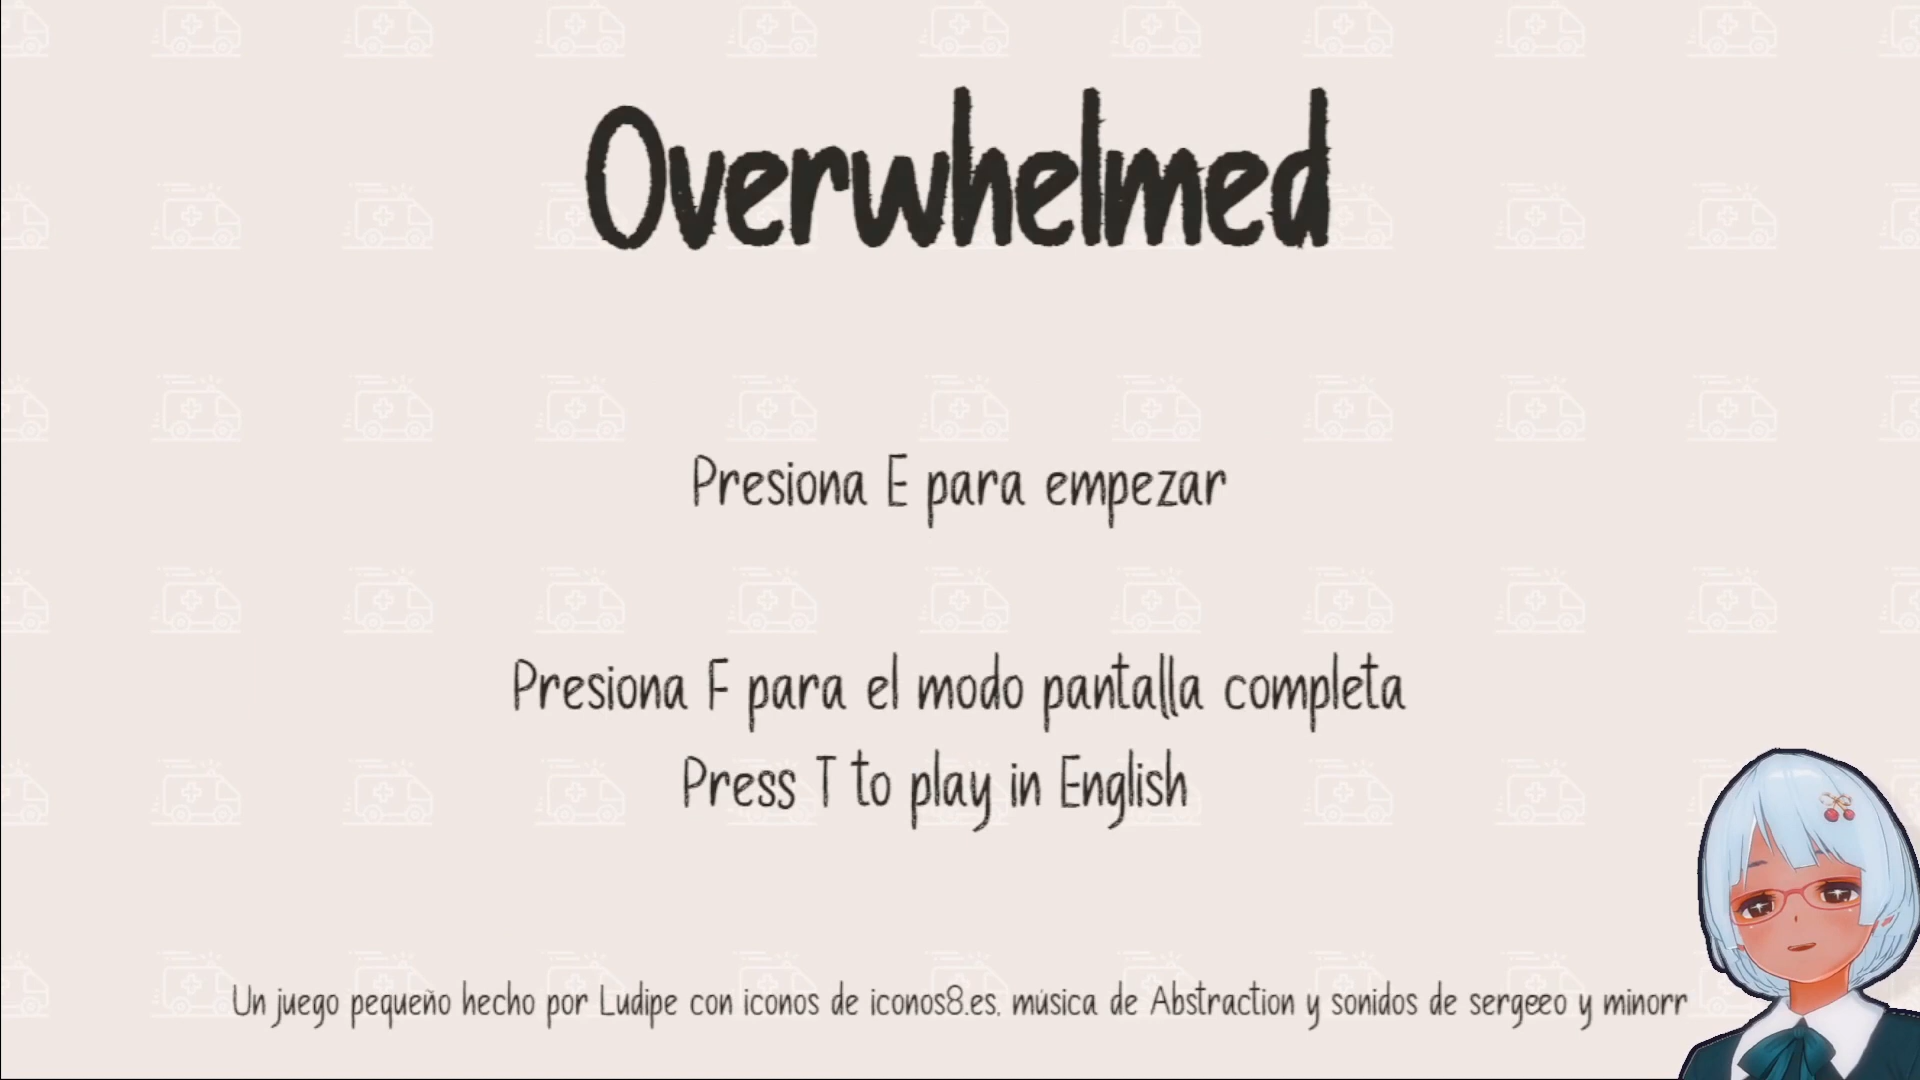 Overwhelmed
Presiona E para empezar
Presiona F para el modo pantalla completa
Press T to play in English
Un juego pequeño hecho por Ludipe con iconos de iconos8.es, música de Abstraction y sonidos de sergeeo y minorr